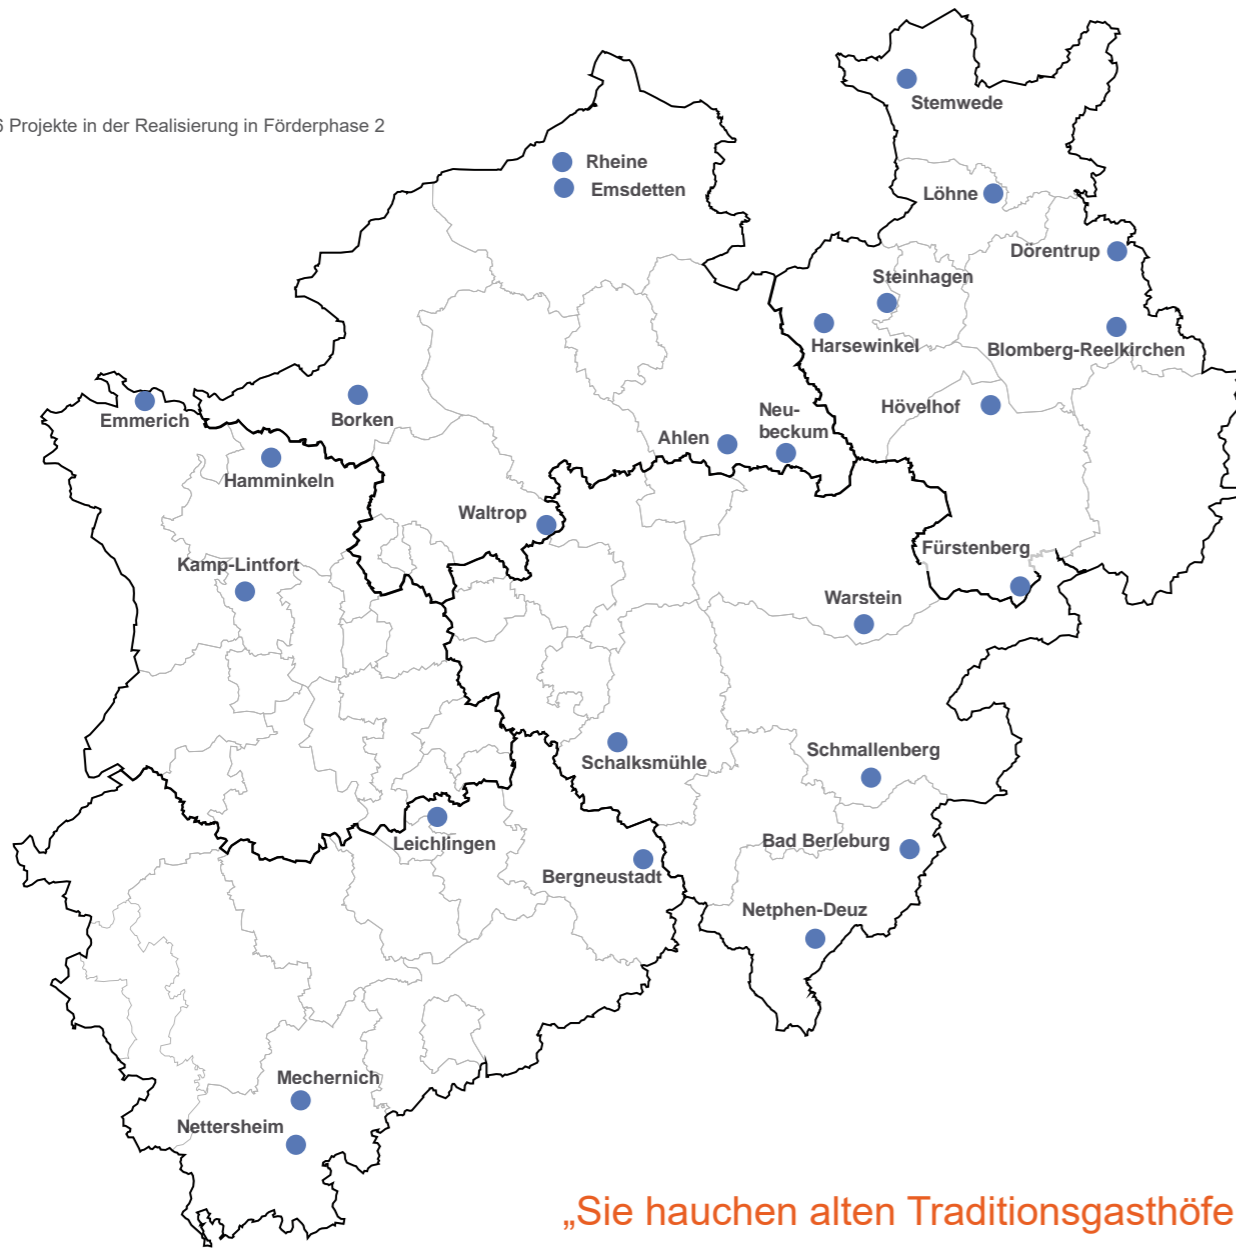 Stemwede
6 Projekte in der Realisierung in Förderphase 2
Rheine
Emsdetten
Löhne
Dörentrup
Steinhagen
Harsewinkel
Blomberg-Reelkirchen
Emmerich
Borken
Hövelhof
Neu-
beckum
Ahlen
Hamminkeln
Waltrop
Kamp-Lintfort
Fürstenberg
Warstein
Schalksmühle
Schmallenberg
Leichlingen
Bad Berleburg
Bergneustadt
Netphen-Deuz
Mechernich
Nettersheim
„Sie hauchen alten Traditionsgasthöfe